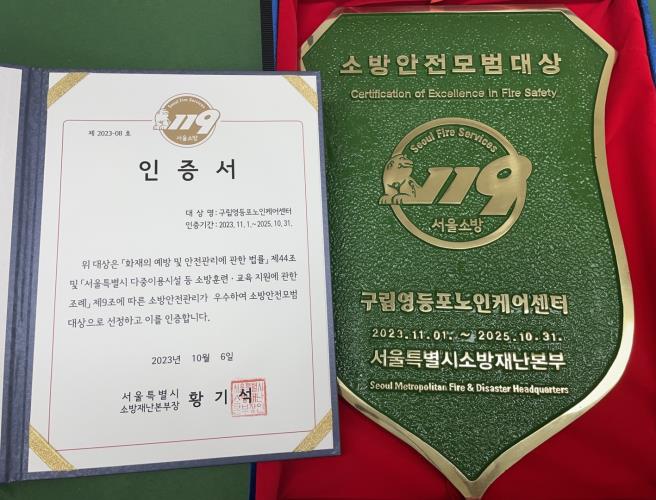 Seoul Fire Services
119
서울소방
제 2023-08 호
인 증 서
대 상 명 : 구립영등포노인케어센터
인증기간 : 2023. 11. 1.~2025. 10. 31.
위 대상은「화재의 예방 및 안전관리에 관한 법률」제44조
및「서울특별시 다중이용시설 등 소방훈련·교육 지원에 관한
조례」제9조에 따른 소방안전관리가 우수하여 소방안전모범
대상으로 선정하고 이를 인증합니다.
2023년 10월 6일
서울특별시
소방재난본부장 황 기 석
소방안전모범대상
Certification of Excellence in Fire Safety
Seoul Fire Services
119
서울소방
구립영등포노인케어센터
2023.11.01. ~ 2025.10.31.
서울특별시소방재난본부
Seoul Metropolitan Fire & Disaster Headquarters